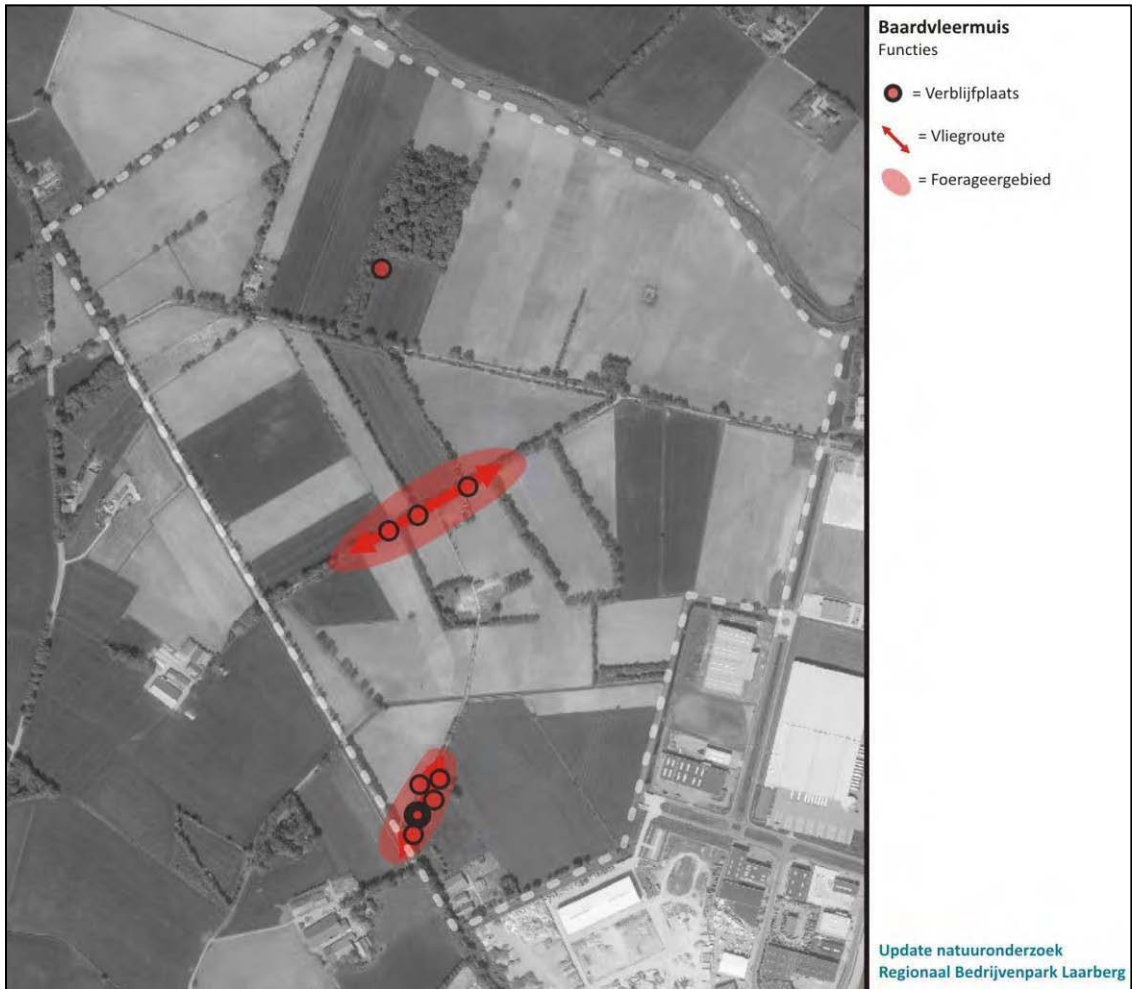 Baardvleermuis
Functies
= Verblijfplaats
= Vliegroute
= Foerageergebied
Update natuuronderzoek
Regionaal Bedrijvenpark Laarberg